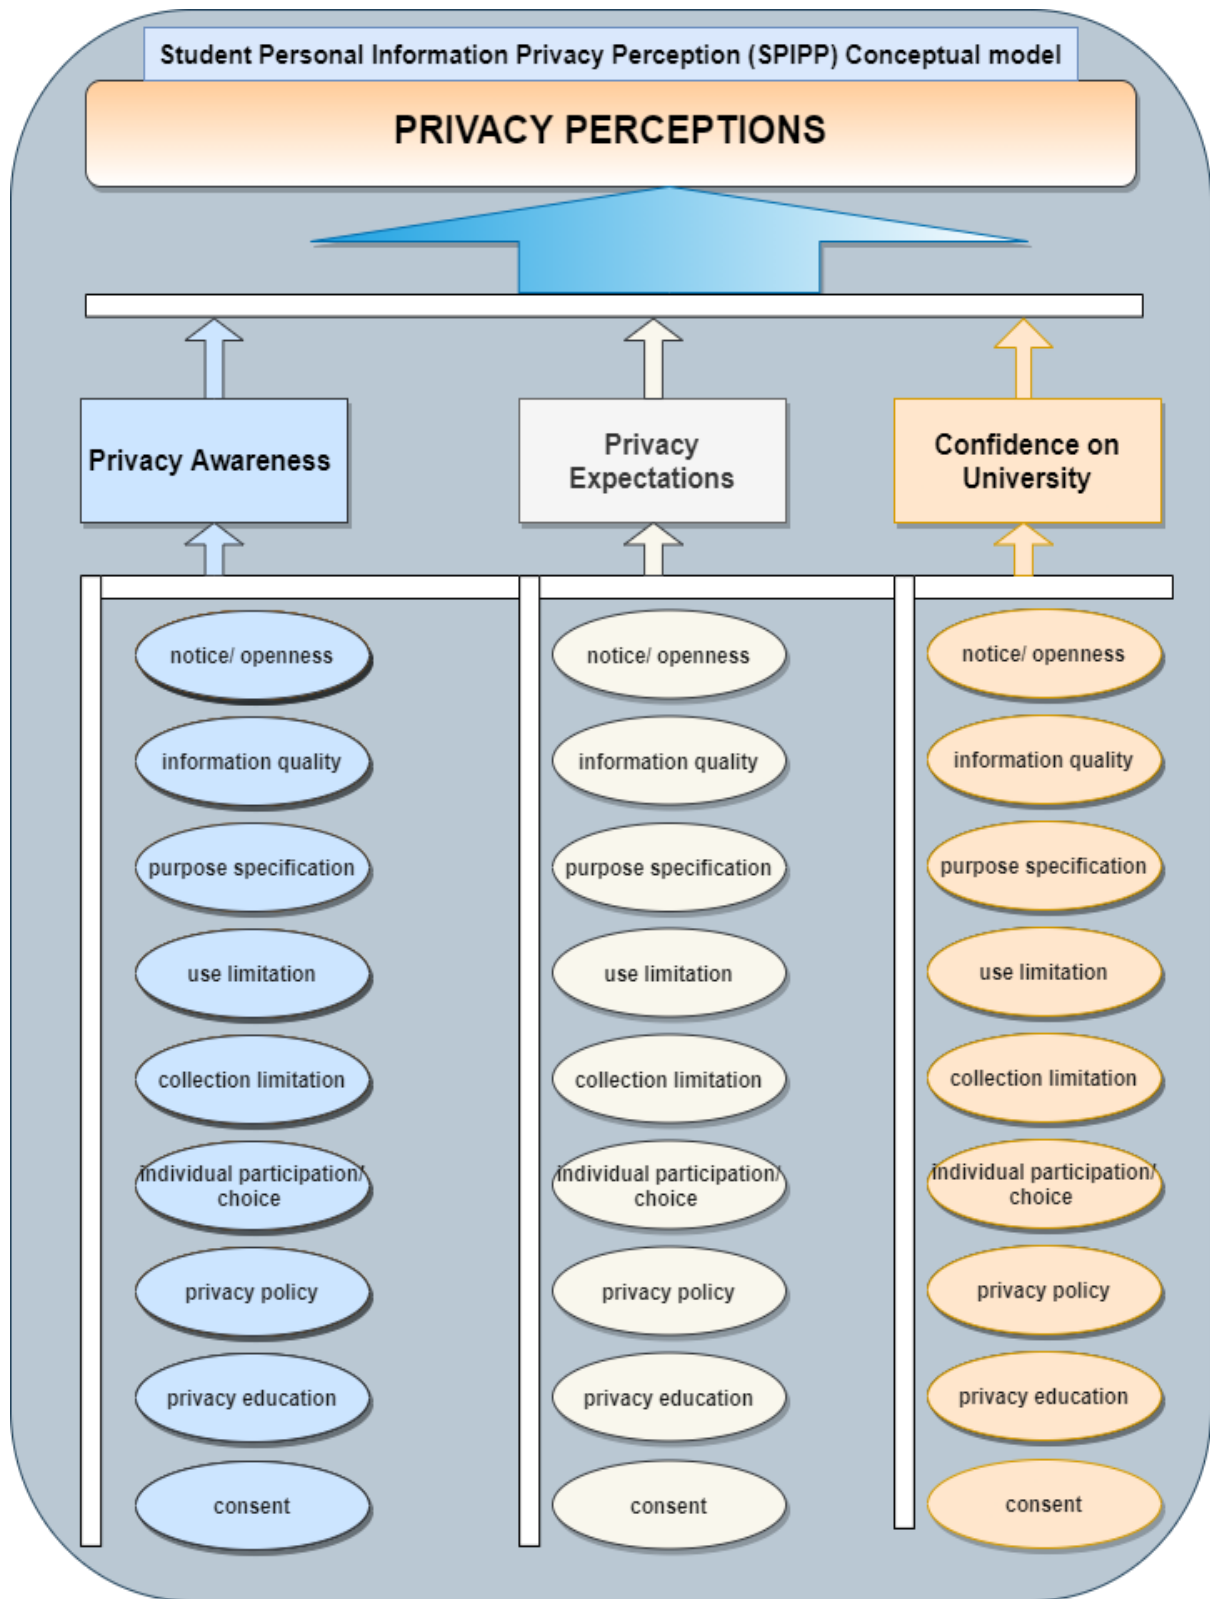 Student Personal Information Privacy Perception (SPIPP) Conceptual model
PRIVACY PERCEPTIONS
Privacy Awareness
Privacy
Expectations
Confidence on
University
notice/ openness
information quality
purpose specification
use limitation
collection limitation
individual participation/
choice
privacy policy
privacy education
consent
notice/ openness
information quality
purpose specification
use limitation
collection limitation
individual participation/
choice
privacy policy
privacy education
consent
notice/ openness
information quality
purpose specification
use limitation
collection limitation
individual participation/
choice
privacy policy
privacy education
consent